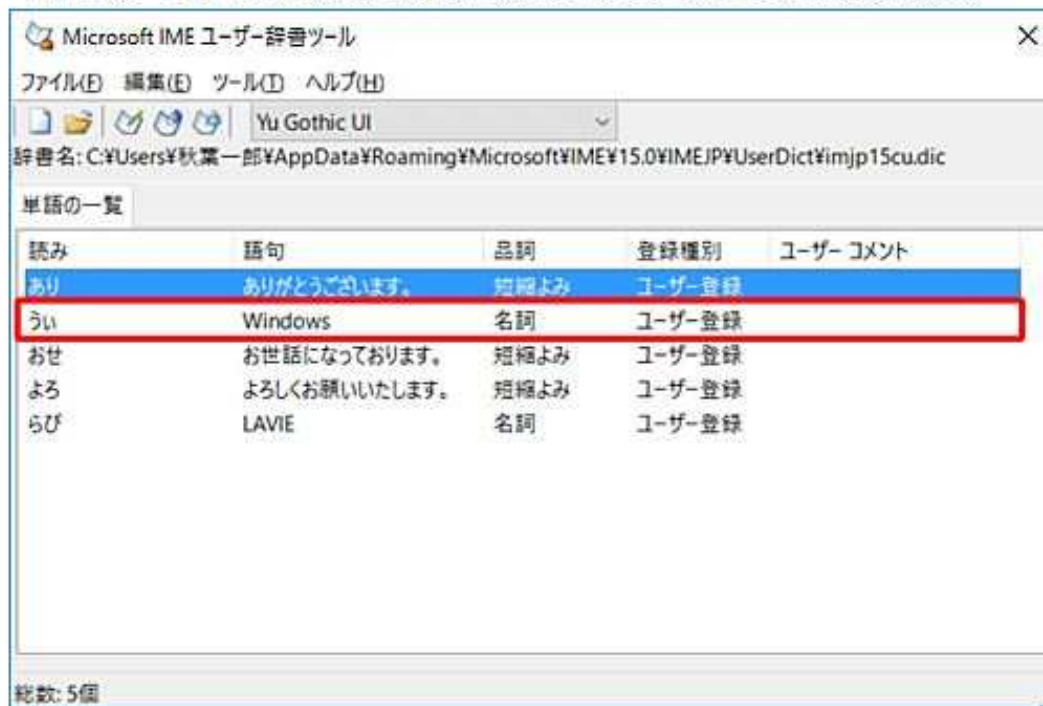 Microsoft IME ユーザー辞書ツール
ファイル(F) 編集(E) ツール(T) ヘルプ(H)
Yu Gothic UI
辞書名: C:¥Users¥秋葉一郎¥AppData¥Roaming¥Microsoft¥IME¥15.0¥IMEJP¥UserDict¥imjp15cu.dic
単語の一覧
読み 語句 品詞 登録種別 ユーザー コメント
あり ありがとうございます。 短縮よみ ユーザー登録
うぃ Windows 名詞 ユーザー登録
おせ お世話になっております。 短縮よみ ユーザー登録
よろ よろしくお願いいたします。 短縮よみ ユーザー登録
らび LAVIE 名詞 ユーザー登録
総数: 5個